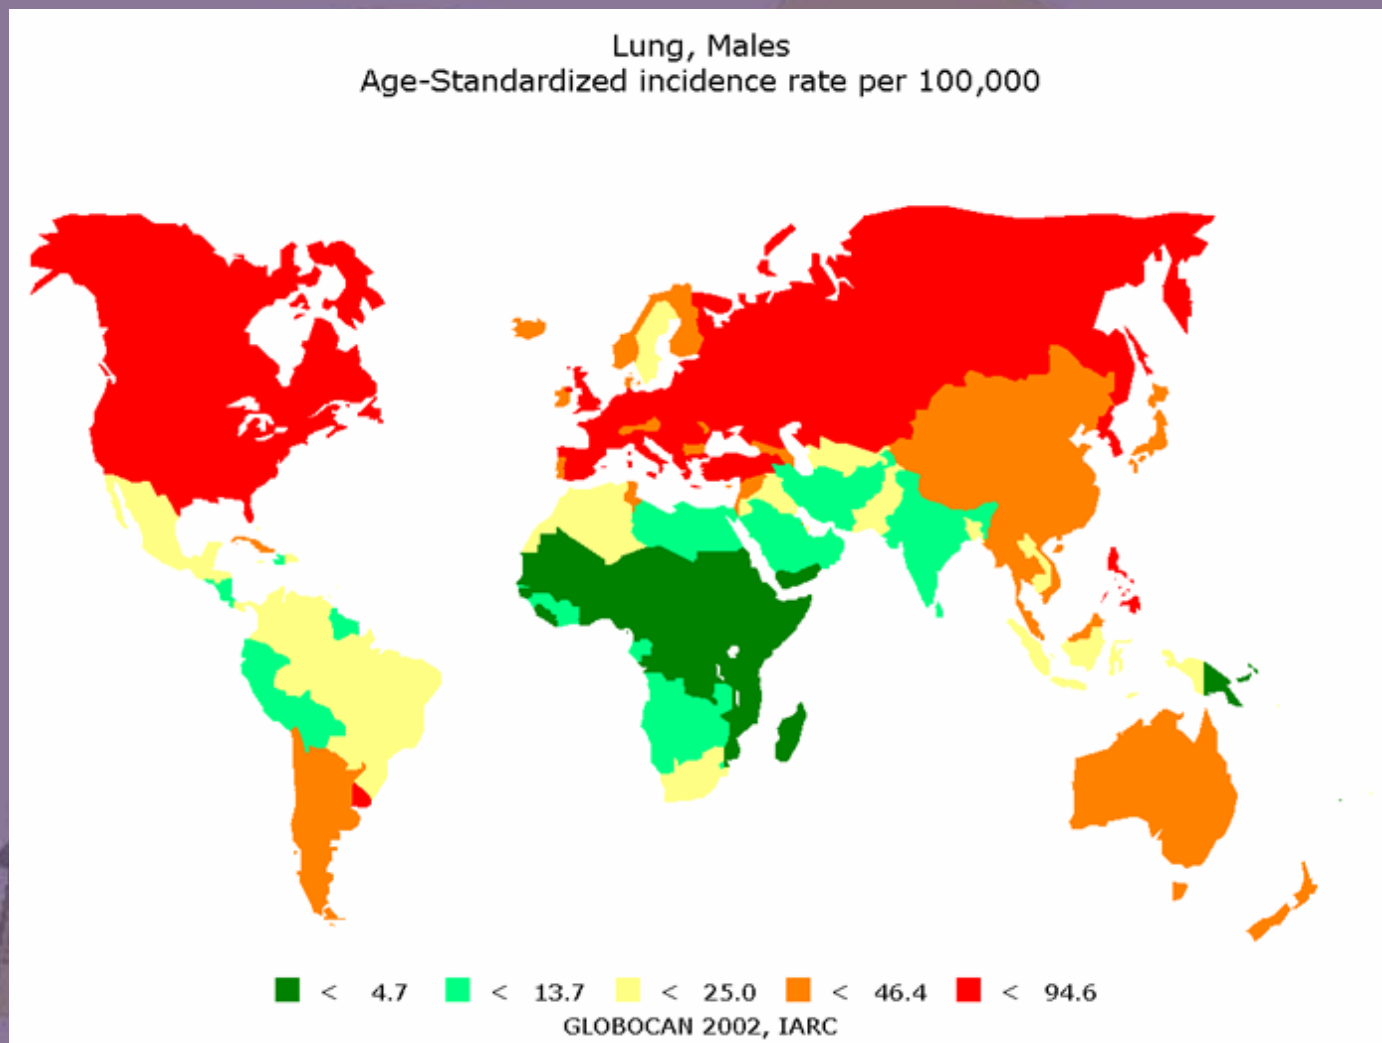 Lung, Males
Age-Standardized incidence rate per 100,000
< 4.7 < 13.7 < 25.0 < 46.4 < 94.6
GLOBOCAN 2002, IARC